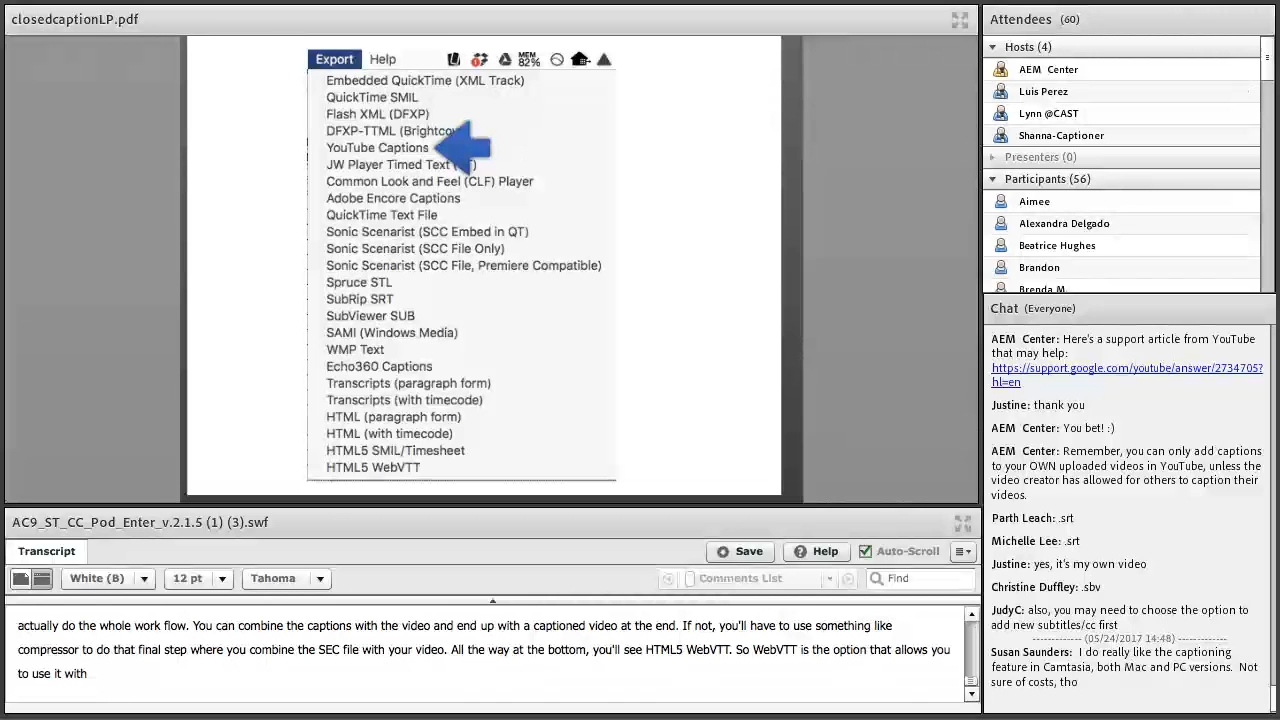 closedcaptionLP.pdf
Export Help MEM 82%
Embedded QuickTime (XML Track)
QuickTime SMIL
Flash XML (DFXP)
DFXP-TTML (Brightcov
YouTube Captions
JW Player Timed Text (
Common Look and Feel (CLF) Player
Adobe Encore Captions
QuickTime Text File
Sonic Scenarist (SCC Embed in QT)
Sonic Scenarist (SCC File Only)
Sonic Scenarist (SCC File, Premiere Compatible)
Spruce STL
SubRip SRT
SubViewer SUB
SAMI (Windows Media)
WMP Text
Echo360 Captions
Transcripts (paragraph form)
Transcripts (with timecode)
HTML (paragraph form)
HTML (with timecode)
HTML5 SMIL/Timesheet
HTML5 WebVTT
AC9_ST_CC_Pod_Enter_v.2.1.5 (1) (3).swf
Transcript Save Help Auto-Scroll
White (B) 12 pt Tahoma Comments List Find
actually do the whole work flow. You can combine the captions with the video and end up with a captioned video at the end. If not, you'll have to use something like
compressor to do that final step where you combine the SEC file with your video. All the way at the bottom, you'll see HTML5 WebVTT. So WebVTT is the option that allows you
to use it with
Attendees (60)
Hosts (4)
AEM Center
Luis Perez
Lynn @CAST
Shanna-Captioner
Presenters (0)
Participants (56)
Aimee
Alexandra Delgado
Beatrice Hughes
Brandon
Brenda M.
Chat (Everyone)
AEM Center: Here's a support article from YouTube
that may help:
https://support.google.com/youtube/answer/2734705?
hl=en
Justine: thank you
AEM Center: You bet! :)
AEM Center: Remember, you can only add captions
to your OWN uploaded videos in YouTube, unless the
video creator has allowed for others to caption their
videos.
Parth Leach: .srt
Michelle Lee: .srt
Justine: yes, it's my own video
Christine Duffley: .sbv
JudyC: also, you may need to choose the option to
add new subtitles/cc first
------------- (05/24/2017 14:48) -------------
Susan Saunders: I do really like the captioning
feature in Camtasia, both Mac and PC versions. Not
sure of costs, tho